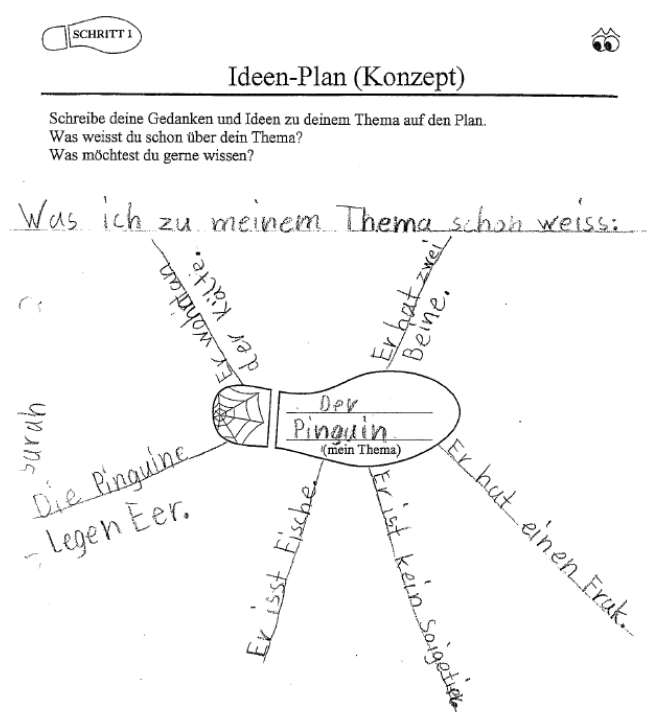 SCHRITT 1
Ideen-Plan (Konzept)
Schreibe deine Gedanken und Ideen zu deinem Thema auf den Plan.
Was weisst du schon über dein Thema?
Was möchtest du gerne wissen?
Was ich zu meinem Thema schon weiss:
Er wohnt an
der Kälte.
Er hat zwei
Beine.
Der
Pinguin
(mein Thema)
Sarah
Die Pinguine
legen Eer.
Er isst Fische.
Er ist kein Saigetier.
Er hat einen Frak.